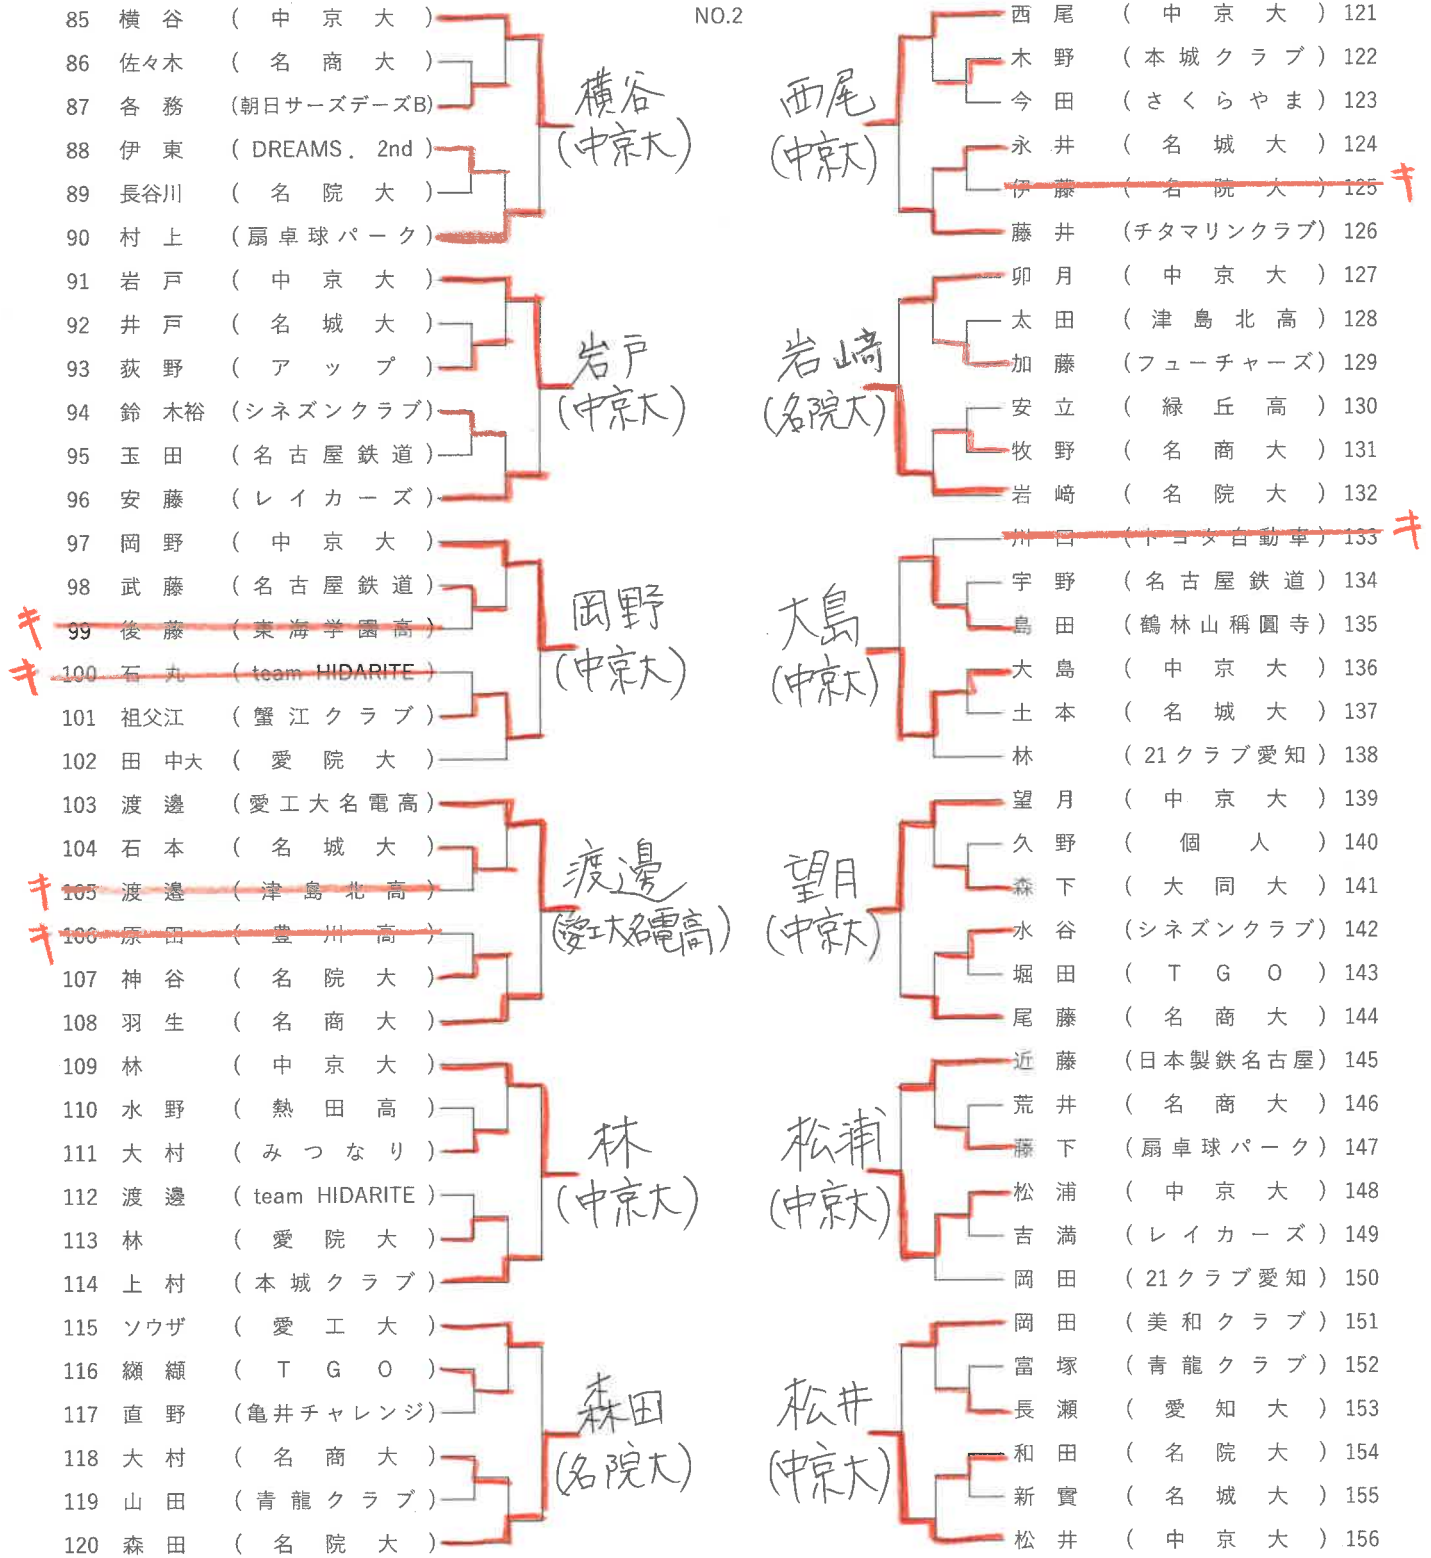 NO.2
85 横谷 (中京大)
86 佐々木 (名商大)
87 各務 (朝日サーズデーズB)
横谷
(中京大)
88 伊東 (DREAMS. 2nd)
89 長谷川 (名院大)
90 村上 (扇卓球パーク)
91 岩戸 (中京大)
92 井戸 (名城大)
93 荻野 (アップ)
岩戸
(中京大)
94 鈴木裕 (シネズンクラブ)
95 玉田 (名古屋鉄道)
96 安藤 (レイカーズ)
97 岡野 (中京大)
98 武藤 (名古屋鉄道)
キ 99 後藤 (東海学園高)
岡野
(中京大)
キ 100 石丸 (team HIDARITE)
101 祖父江 (蟹江クラブ)
102 田中大 (愛院大)
103 渡邊 (愛工大名電高)
104 石本 (名城大)
キ 105 渡邉 (津島北高)
渡邊
(愛工大名電高)
キ 106 原田 (豊川高)
107 神谷 (名院大)
108 羽生 (名商大)
109 林 (中京大)
110 水野 (熱田高)
111 大村 (みつなり)
林
(中京大)
112 渡邊 (team HIDARITE)
113 林 (愛院大)
114 上村 (本城クラブ)
115 ソウザ (愛工大)
116 纐纈 (TGO)
117 直野 (亀井チャレンジ)
森田
(名院大)
118 大村 (名商大)
119 山田 (青龍クラブ)
120 森田 (名院大)
西尾 (中京大) 121
木野 (本城クラブ) 122
今田 (さくらやま) 123
西尾
(中京大)
永井 (名城大) 124
伊藤 (名院大) 125 キ
藤井 (チタマリンクラブ) 126
卯月 (中京大) 127
太田 (津島北高) 128
加藤 (フューチャーズ) 129
岩﨑
(名院大)
安立 (緑丘高) 130
牧野 (名商大) 131
岩﨑 (名院大) 132
川口 (トヨタ自動車) 133 キ
宇野 (名古屋鉄道) 134
島田 (鶴林山稱圓寺) 135
大島
(中京大)
大島 (中京大) 136
土本 (名城大) 137
林 (21クラブ愛知) 138
望月 (中京大) 139
久野 (個人) 140
森下 (大同大) 141
望月
(中京大)
水谷 (シネズンクラブ) 142
堀田 (TGO) 143
尾藤 (名商大) 144
近藤 (日本製鉄名古屋) 145
荒井 (名商大) 146
藤下 (扇卓球パーク) 147
松浦
(中京大)
松浦 (中京大) 148
吉満 (レイカーズ) 149
岡田 (21クラブ愛知) 150
岡田 (美和クラブ) 151
富塚 (青龍クラブ) 152
長瀬 (愛知大) 153
松井
(中京大)
和田 (名院大) 154
新實 (名城大) 155
松井 (中京大) 156